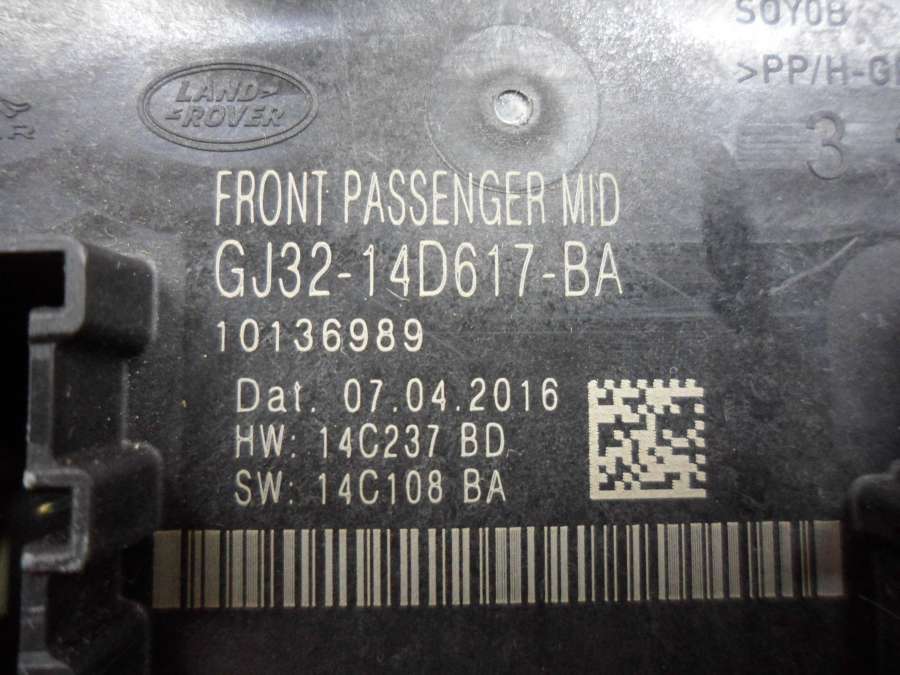 SOY0B
>PP/H-G
LAND-
-ROVER
3
FRONT PASSENGER MID
GJ32-14D617-BA
10136989
Dat. 07.04.2016
HW: 14C237 BD
SW: 14C108 BA